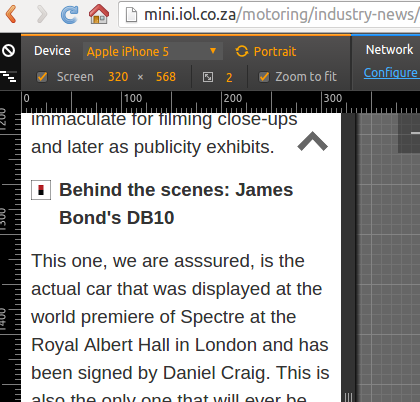 mini.iol.co.za/motoring/industry-news/
Device Apple iPhone 5 Portrait Network
Screen 320 × 568 2 Zoom to fit Configure
0 100 200 300
1200
1300
1400
immaculate for filming close-ups
and later as publicity exhibits.
Behind the scenes: James
Bond's DB10
This one, we are asssured, is the
actual car that was displayed at the
world premiere of Spectre at the
Royal Albert Hall in London and has
been signed by Daniel Craig. This is
also the only one that will ever be